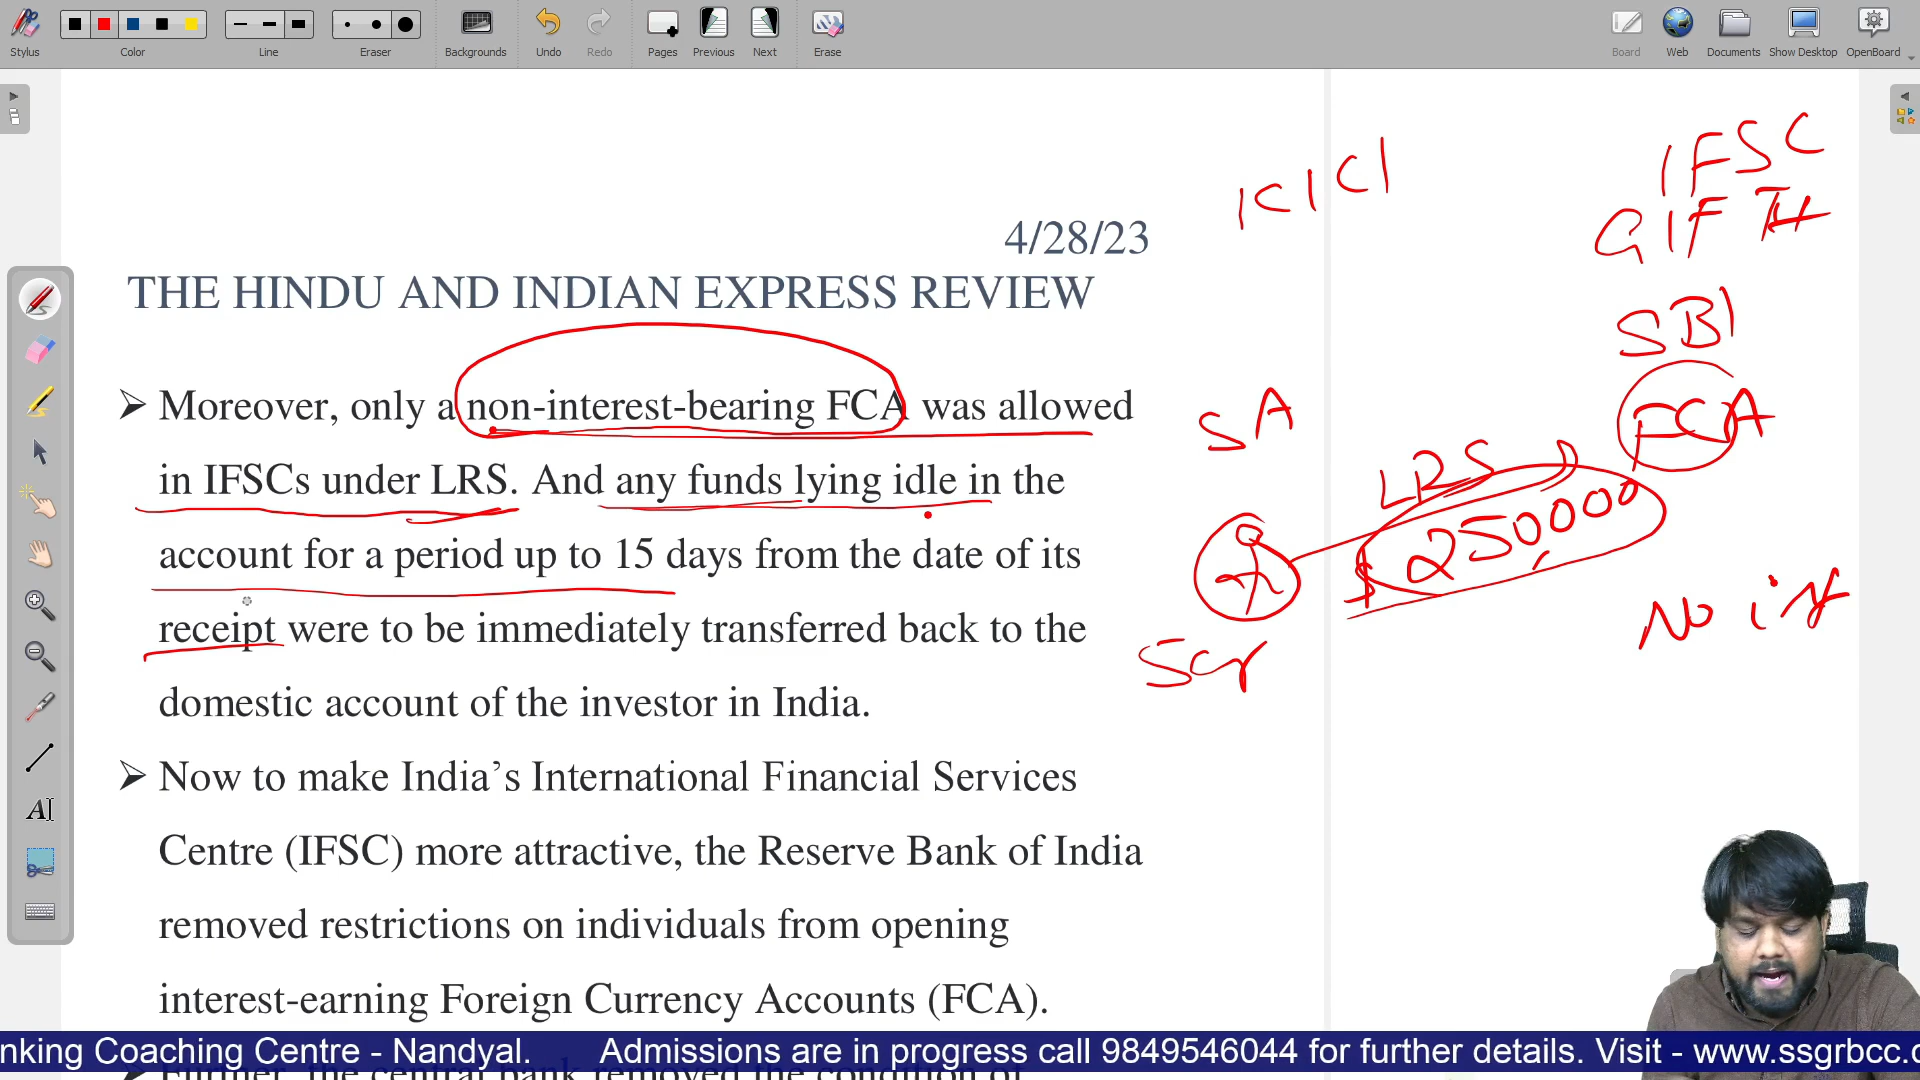 Stylus
Color
Line
Eraser
Backgrounds
Undo
Redo
Pages
Previous
Next
Erase
Board
Web
Documents
Show Desktop
OpenBoard
4/28/23
THE HINDU AND INDIAN EXPRESS REVIEW
➢ Moreover, only a non-interest-bearing FCA was allowed
in IFSCs under LRS. And any funds lying idle in the
account for a period up to 15 days from the date of its
receipt were to be immediately transferred back to the
domestic account of the investor in India.
➢ Now to make India’s International Financial Services
Centre (IFSC) more attractive, the Reserve Bank of India
removed restrictions on individuals from opening
interest-earning Foreign Currency Accounts (FCA).
ICICI
IFSC
GIFT
SBI
FCA
SA
LRS
$ 250000
No
nking Coaching Centre - Nandyal. Admissions are in progress call 9849546044 for further details. Visit - www.ssgrbcc.c